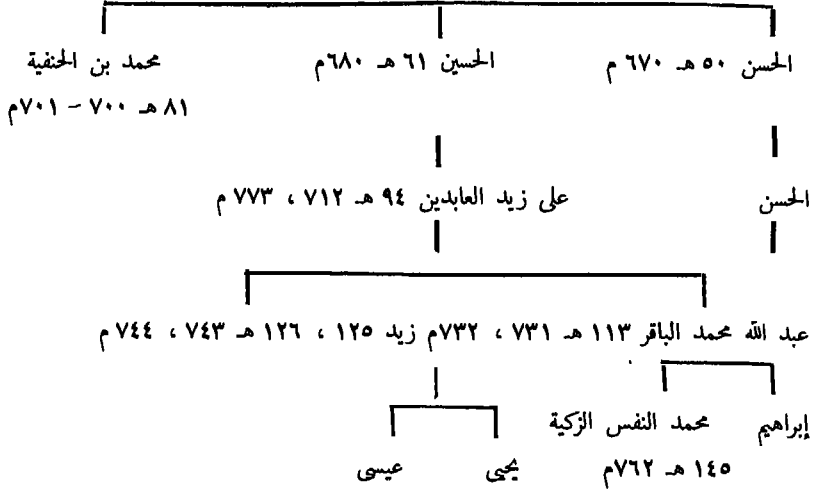 الحسن ٥٠ هـ ٦٧٠ م الحسين ٦١ هـ ٦٨٠م محمد بن الحنفية
٨١ هـ ٧٠٠ – ٧٠١م
الحسن على زيد العابدين ٩٤ هـ ٧١٢ ، ٧٧٣ م
عبد الله محمد الباقر ١١٣ هـ ٧٣١ ، ٧٣٢م زيد ١٢٥ ، ١٢٦ هـ ٧٤٣ ، ٧٤٤ م
إبراهيم محمد النفس الزكية
١٤٥ هـ ٧٦٢م يحيى عيسى